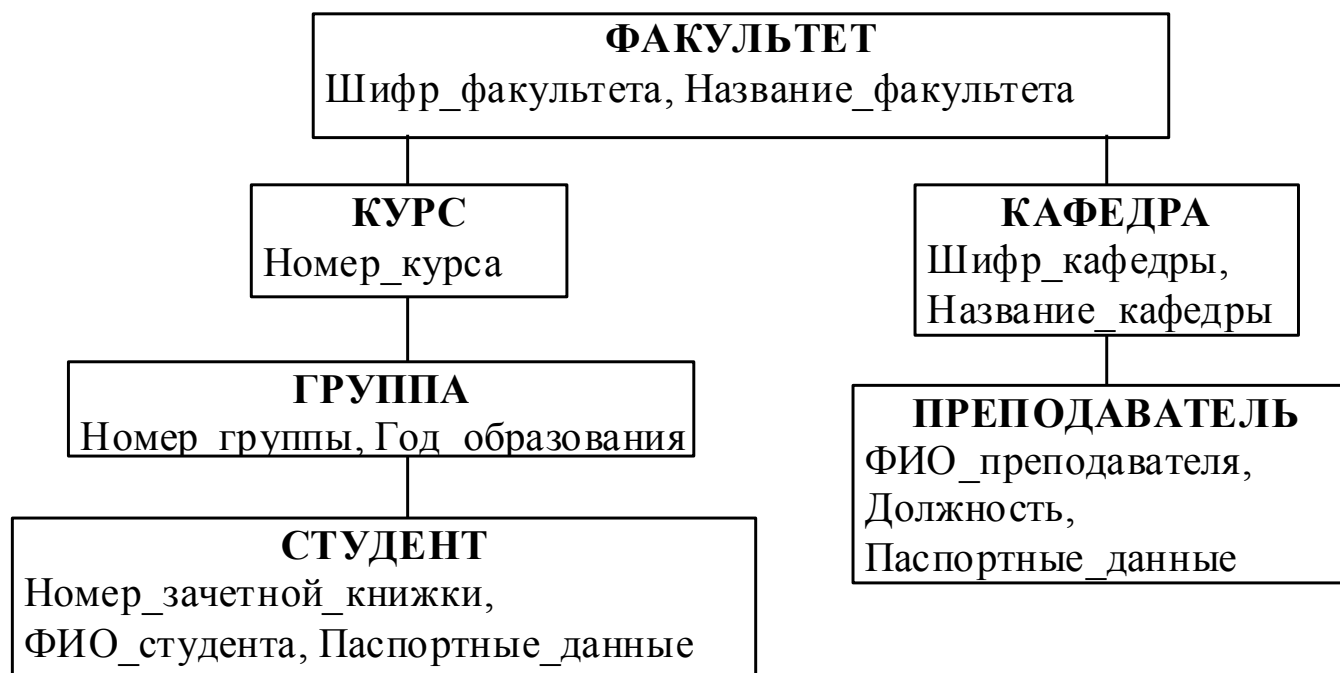 ФАКУЛЬТЕТ
Шифр_факультета, Название_факультета
КУРС
Номер_курса
ГРУППА
Номер_группы, Год_образования
СТУДЕНТ
Номер_зачетной_книжки,
ФИО_студента, Паспортные_данные
КАФЕДРА
Шифр_кафедры,
Название_кафедры
ПРЕПОДАВАТЕЛЬ
ФИО_преподавателя,
Должность,
Паспортные_данные